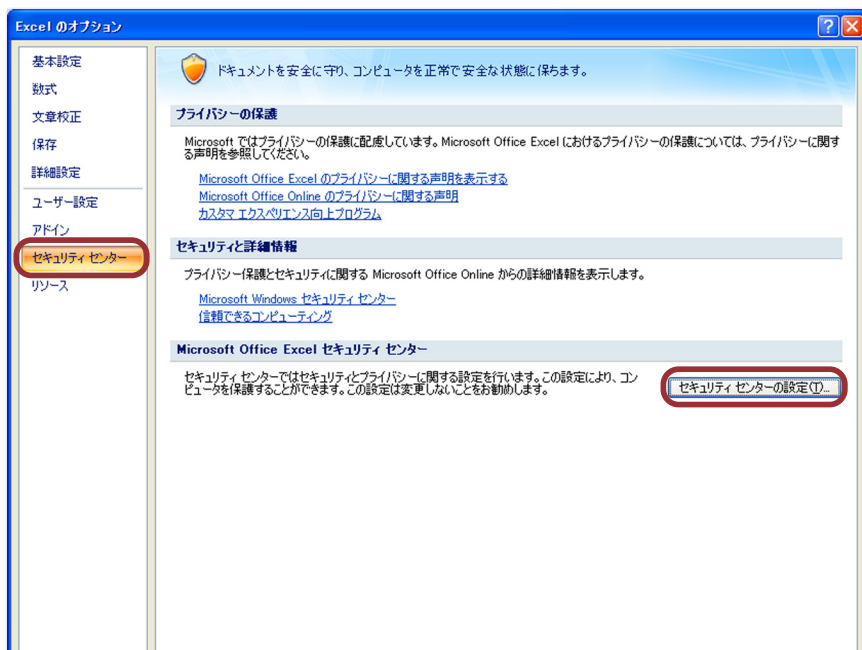 Excel のオプション
基本設定
数式
文章校正
保存
詳細設定
ユーザー設定
アドイン
セキュリティ センター
リソース
ドキュメントを安全に守り、コンピュータを正常で安全な状態に保ちます。
プライバシーの保護
Microsoft ではプライバシーの保護に配慮しています。Microsoft Office Excel におけるプライバシーの保護については、プライバシーに関す
る声明を参照してください。
Microsoft Office Excel のプライバシーに関する声明を表示する
Microsoft Office Online のプライバシーに関する声明
カスタマ エクスペリエンス向上プログラム
セキュリティと詳細情報
プライバシー保護とセキュリティに関する Microsoft Office Online からの詳細情報を表示します。
Microsoft Windows セキュリティ センター
信頼できるコンピューティング
Microsoft Office Excel セキュリティ センター
セキュリティ センターではセキュリティとプライバシーに関する設定を行います。この設定により、コン
ピュータを保護することができます。この設定は変更しないことをお勧めします。
セキュリティ センターの設定(T)...